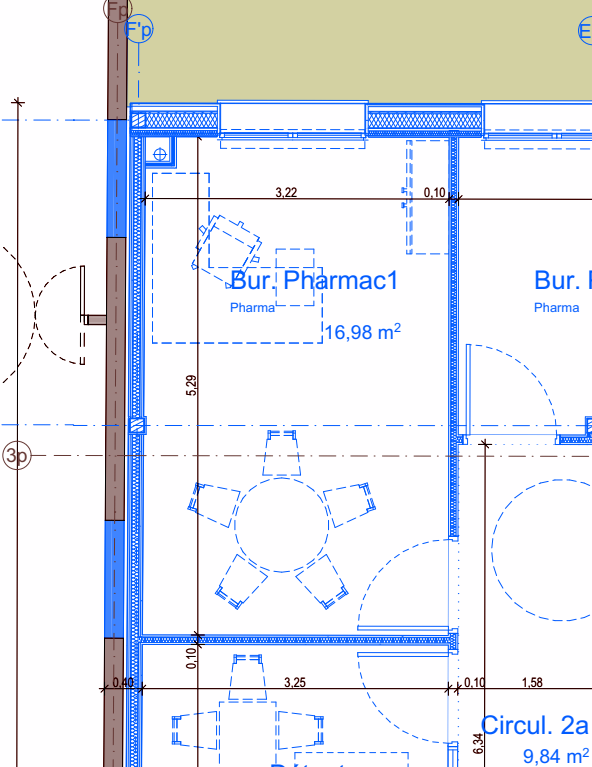 Fp
F'p
E
3,22
0,10
Bur. Pharmac1
Pharma
16,98 m²
Bur. P
Pharma
5,29
3p
0,10
0,40
3,25
0,10
1,58
Circul. 2a
9,84 m²
6,34